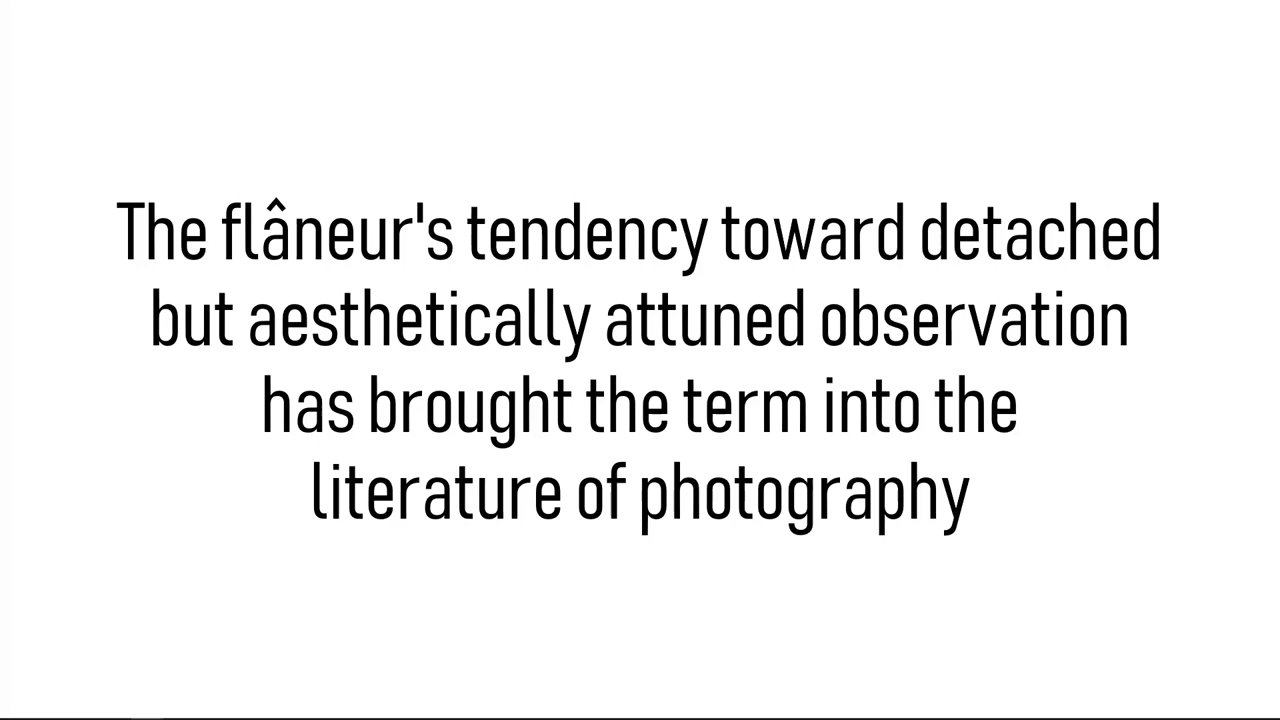 The flâneur's tendency toward detached
but aesthetically attuned observation
has brought the term into the
literature of photography